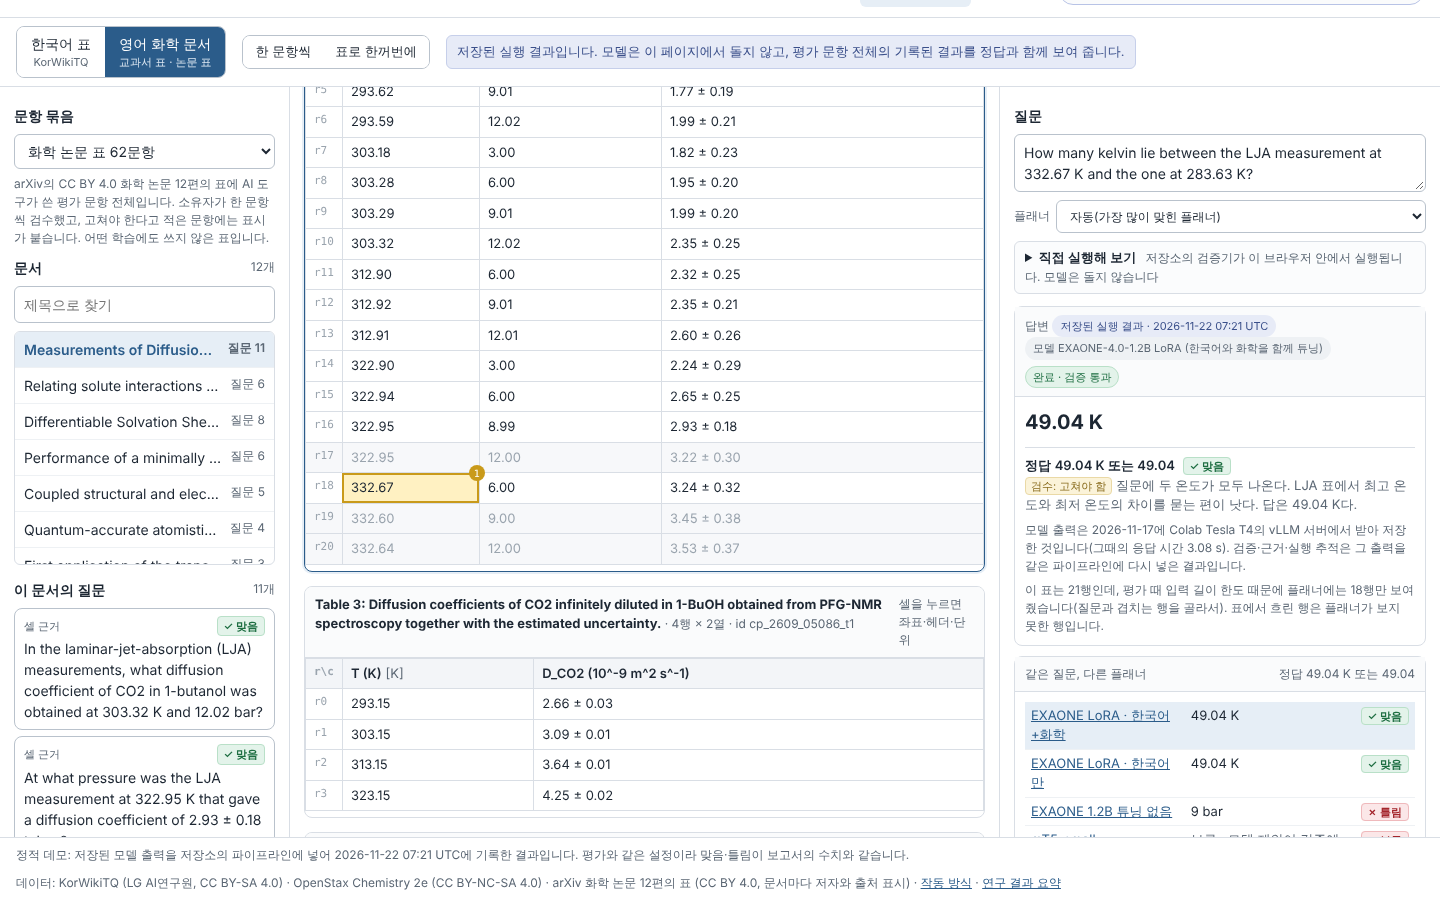 한국어 표
KorWikiTQ
영어 화학 문서
교과서 표 · 논문 표
한 문항씩
표로 한꺼번에
저장된 실행 결과입니다. 모델은 이 페이지에서 돌지 않고, 평가 문항 전체의 기록된 결과를 정답과 함께 보여 줍니다.
문항 묶음
화학 논문 표 62문항
arXiv의 CC BY 4.0 화학 논문 12편의 표에 AI 도
구가 쓴 평가 문항 전체입니다. 소유자가 한 문항
씩 검수했고, 고쳐야 한다고 적은 문항에는 표시
가 붙습니다. 어떤 학습에도 쓰지 않은 표입니다.
문서 12개
제목으로 찾기
Measurements of Diffusio... 질문 11
Relating solute interactions ... 질문 6
Differentiable Solvation She... 질문 8
Performance of a minimally ... 질문 6
Coupled structural and elec... 질문 5
Quantum-accurate atomisti... 질문 4
이 문서의 질문 11개
셀 근거 ✓ 맞음
In the laminar-jet-absorption (LJA)
measurements, what diffusion
coefficient of CO2 in 1-butanol was
obtained at 303.32 K and 12.02 bar?
셀 근거 ✓ 맞음
At what pressure was the LJA
measurement at 322.95 K that gave
a diffusion coefficient of 2.93 ± 0.18
r5 293.62 9.01 1.77 ± 0.19
r6 293.59 12.02 1.99 ± 0.21
r7 303.18 3.00 1.82 ± 0.23
r8 303.28 6.00 1.95 ± 0.20
r9 303.29 9.01 1.99 ± 0.20
r10 303.32 12.02 2.35 ± 0.25
r11 312.90 6.00 2.32 ± 0.25
r12 312.92 9.01 2.35 ± 0.21
r13 312.91 12.01 2.60 ± 0.26
r14 322.90 3.00 2.24 ± 0.29
r15 322.94 6.00 2.65 ± 0.25
r16 322.95 8.99 2.93 ± 0.18
r17 322.95 12.00 3.22 ± 0.30
1
r18 332.67 6.00 3.24 ± 0.32
r19 332.60 9.00 3.45 ± 0.38
r20 332.64 12.00 3.53 ± 0.37
Table 3: Diffusion coefficients of CO2 infinitely diluted in 1-BuOH obtained from PFG-NMR
spectroscopy together with the estimated uncertainty. · 4행 × 2열 · id cp_2609_05086_t1
셀을 누르면
좌표·헤더·단
위
r\c T (K) [K] D_CO2 (10^-9 m^2 s^-1)
r0 293.15 2.66 ± 0.03
r1 303.15 3.09 ± 0.01
r2 313.15 3.64 ± 0.01
r3 323.15 4.25 ± 0.02
질문
How many kelvin lie between the LJA measurement at
332.67 K and the one at 283.63 K?
플래너 자동(가장 많이 맞힌 플래너)
▶ 직접 실행해 보기 저장소의 검증기가 이 브라우저 안에서 실행됩니
다. 모델은 돌지 않습니다
답변 저장된 실행 결과 · 2026-11-22 07:21 UTC
모델 EXAONE-4.0-1.2B LoRA (한국어와 화학을 함께 튜닝)
완료 · 검증 통과
49.04 K
정답 49.04 K 또는 49.04 ✓ 맞음
검수: 고쳐야 함 질문에 두 온도가 모두 나온다. LJA 표에서 최고 온
도와 최저 온도의 차이를 묻는 편이 낫다. 답은 49.04 K다.
모델 출력은 2026-11-17에 Colab Tesla T4의 vLLM 서버에서 받아 저장
한 것입니다(그때의 응답 시간 3.08 s). 검증·근거·실행 추적은 그 출력을
같은 파이프라인에 다시 넣은 결과입니다.
이 표는 21행인데, 평가 때 입력 길이 한도 때문에 플래너에는 18행만 보여
줬습니다(질문과 겹치는 행을 골라서). 표에서 흐린 행은 플래너가 보지
못한 행입니다.
같은 질문, 다른 플래너 정답 49.04 K 또는 49.04
EXAONE LoRA · 한국어
+화학
49.04 K ✓ 맞음
EXAONE LoRA · 한국어
만
49.04 K ✓ 맞음
EXAONE 1.2B 튜닝 없음 9 bar × 틀림
정적 데모: 저장된 모델 출력을 저장소의 파이프라인에 넣어 2026-11-22 07:21 UTC에 기록한 결과입니다. 평가와 같은 설정이라 맞음·틀림이 보고서의 수치와 같습니다.
데이터: KorWikiTQ (LG AI연구원, CC BY-SA 4.0) · OpenStax Chemistry 2e (CC BY-NC-SA 4.0) · arXiv 화학 논문 12편의 표 (CC BY 4.0, 문서마다 저자와 출처 표시) · 작동 방식 · 연구 결과 요약